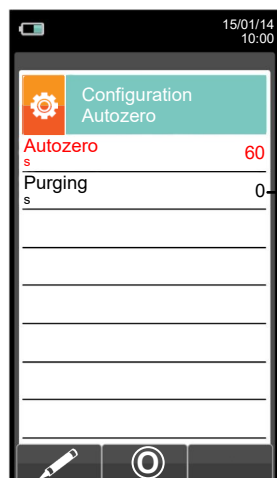 15/01/14
10:00
Configuration
Autozero
Autozero 60
s
Purging 0
s